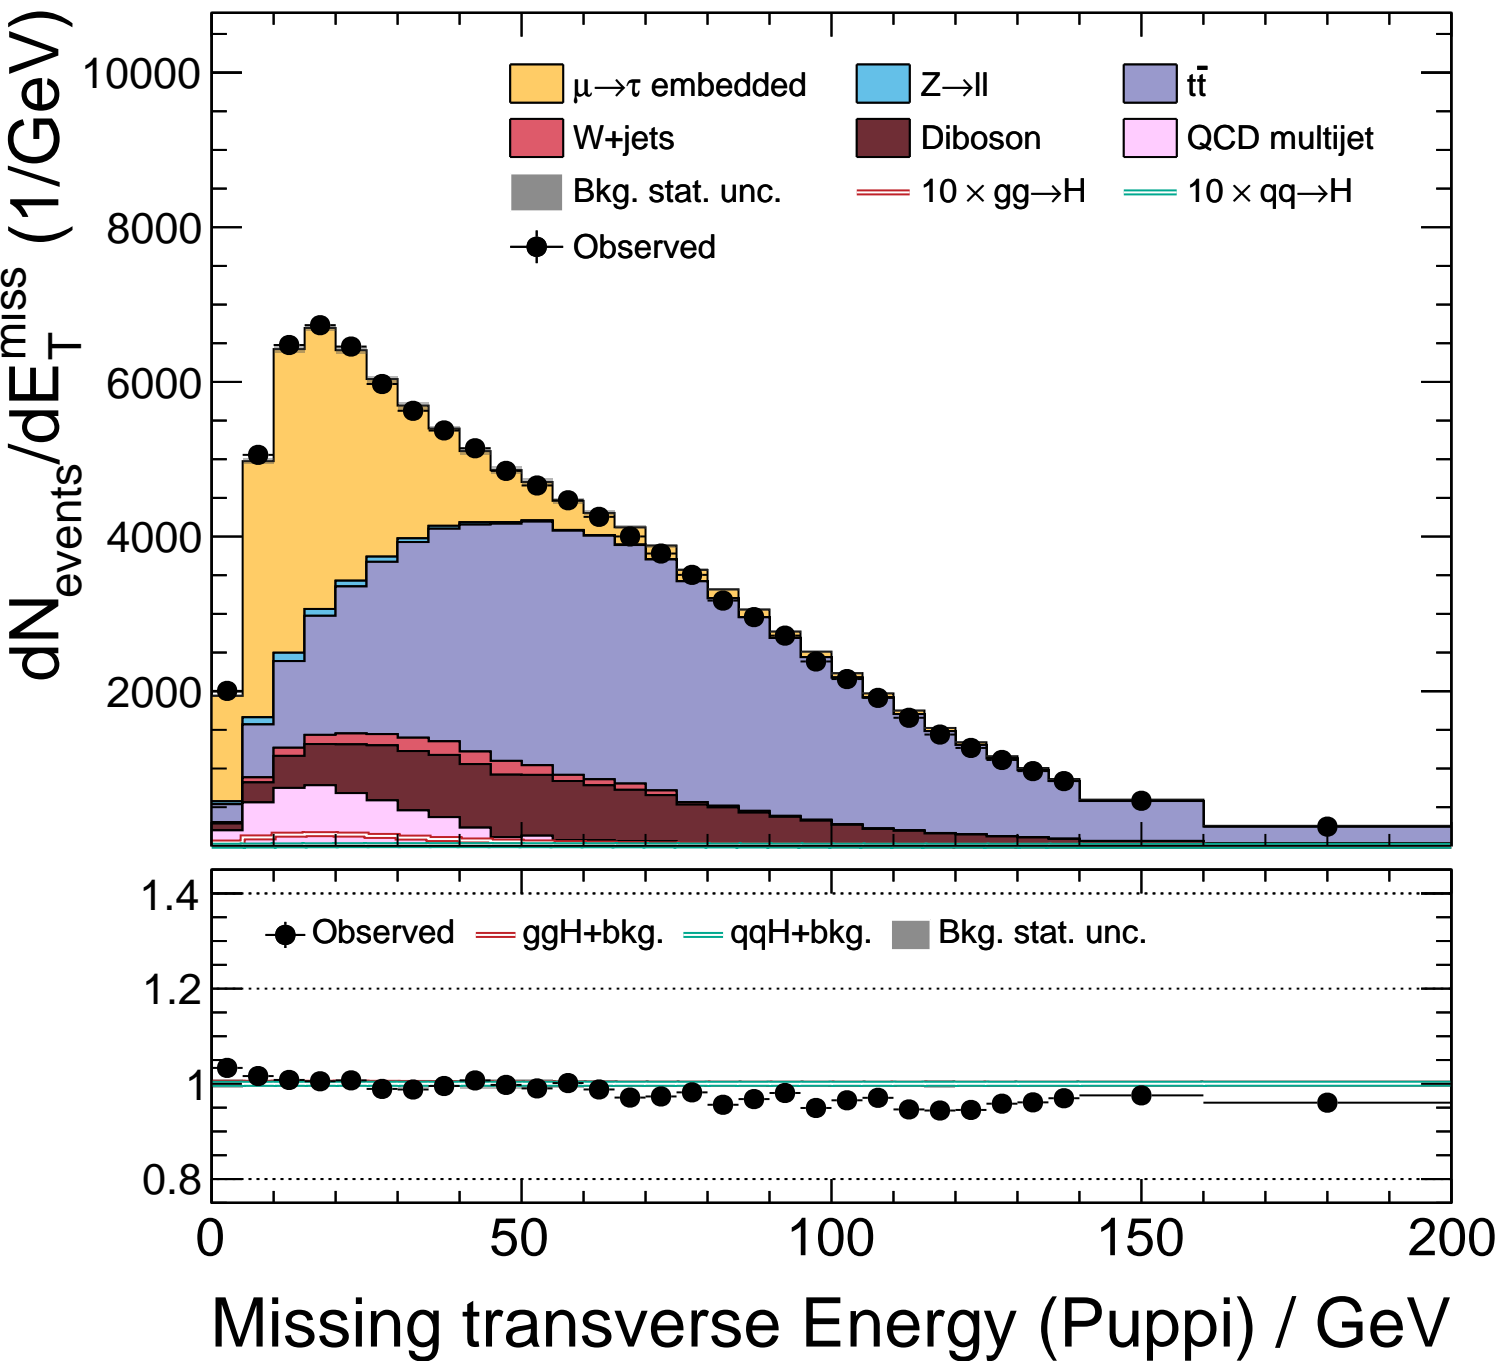 dN_events/dE_T^miss (1/GeV)
10000
8000
6000
4000
2000
μ→τ embedded Z→ll tt̄
W+jets Diboson QCD multijet
Bkg. stat. unc. 10 × gg→H 10 × qq→H
Observed
1.4
1.2
1
0.8
Observed ggH+bkg. qqH+bkg. Bkg. stat. unc.
0 50 100 150 200
Missing transverse Energy (Puppi) / GeV